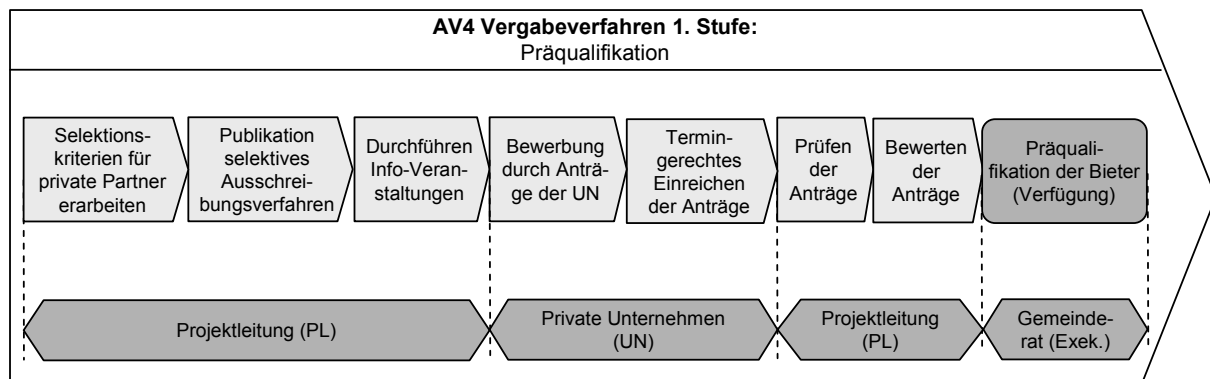 AV4 Vergabeverfahren 1. Stufe:
Präqualifikation
Selektions-
kriterien für
private Partner
erarbeiten
Publikation
selektives
Ausschrei-
bungsverfahren
Durchführen
Info-Veran-
staltungen
Bewerbung
durch Anträ-
ge der UN
Termin-
gerechtes
Einreichen
der Anträge
Prüfen
der
Anträge
Bewerten
der
Anträge
Präquali-
fikation der Bieter
(Verfügung)
Projektleitung (PL)
Private Unternehmen
(UN)
Projektleitung
(PL)
Gemeinde-
rat (Exek.)